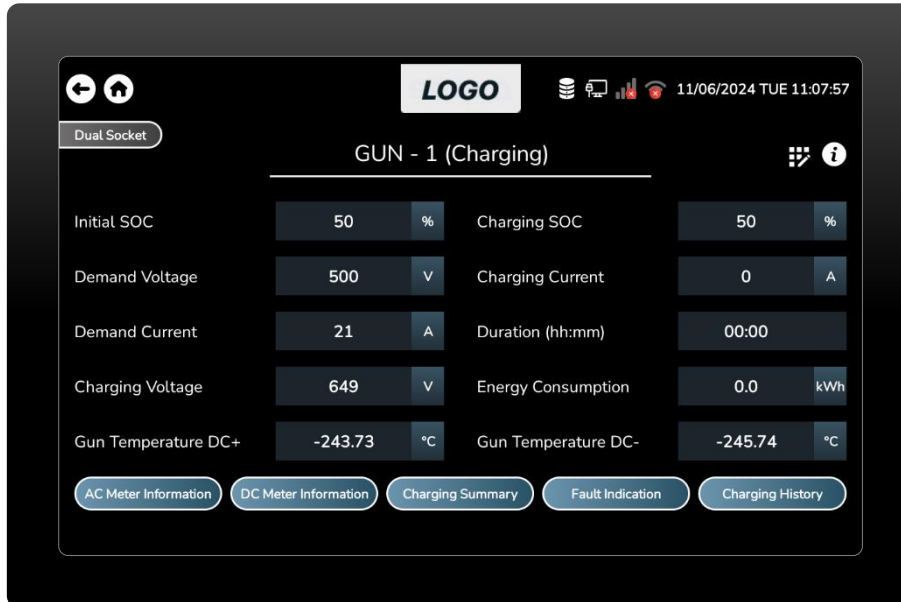 LOGO
11/06/2024 TUE 11:07:57
Dual Socket
GUN - 1 (Charging)
Initial SOC 50 % Charging SOC 50 %
Demand Voltage 500 V Charging Current 0 A
Demand Current 21 A Duration (hh:mm) 00:00
Charging Voltage 649 V Energy Consumption 0.0 kWh
Gun Temperature DC+ -243.73 °C Gun Temperature DC- -245.74 °C
AC Meter Information DC Meter Information Charging Summary Fault Indication Charging History